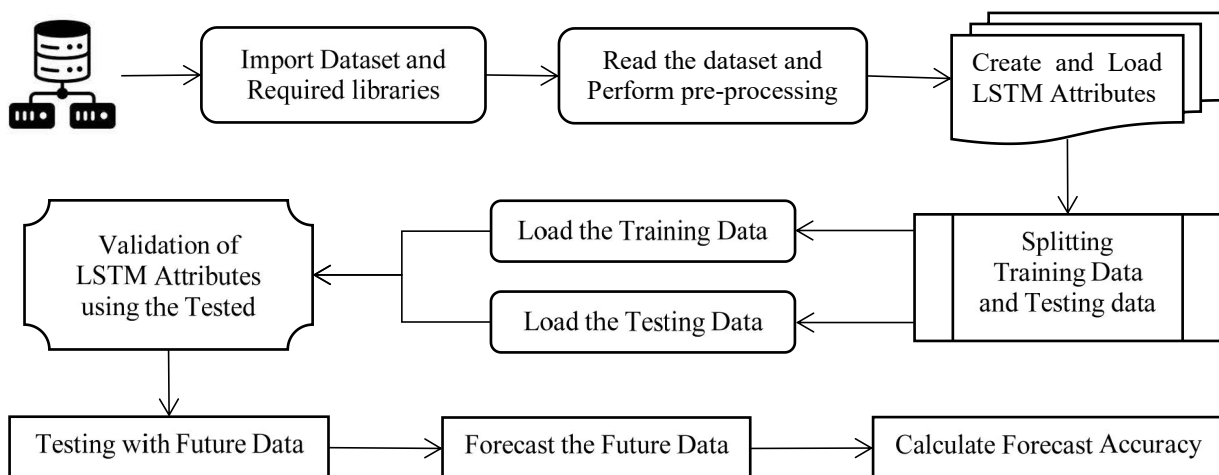 Import Dataset and
Required libraries
Read the dataset and
Perform pre-processing
Create and Load
LSTM Attributes
Splitting
Training Data
and Testing data
Load the Training Data
Load the Testing Data
Validation of
LSTM Attributes
using the Tested
Testing with Future Data
Forecast the Future Data
Calculate Forecast Accuracy